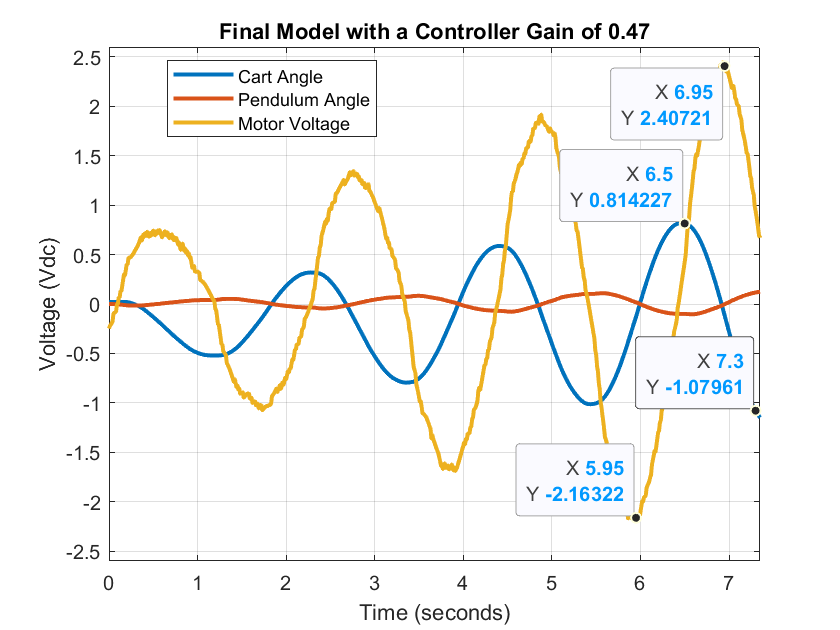 Final Model with a Controller Gain of 0.47
Cart Angle
Pendulum Angle
Motor Voltage
X 6.95
Y 2.40721
X 6.5
Y 0.814227
X 7.3
Y -1.07961
X 5.95
Y -2.16322
Voltage (Vdc)
2.5
2
1.5
1
0.5
0
-0.5
-1
-1.5
-2
-2.5
0 1 2 3 4 5 6 7
Time (seconds)